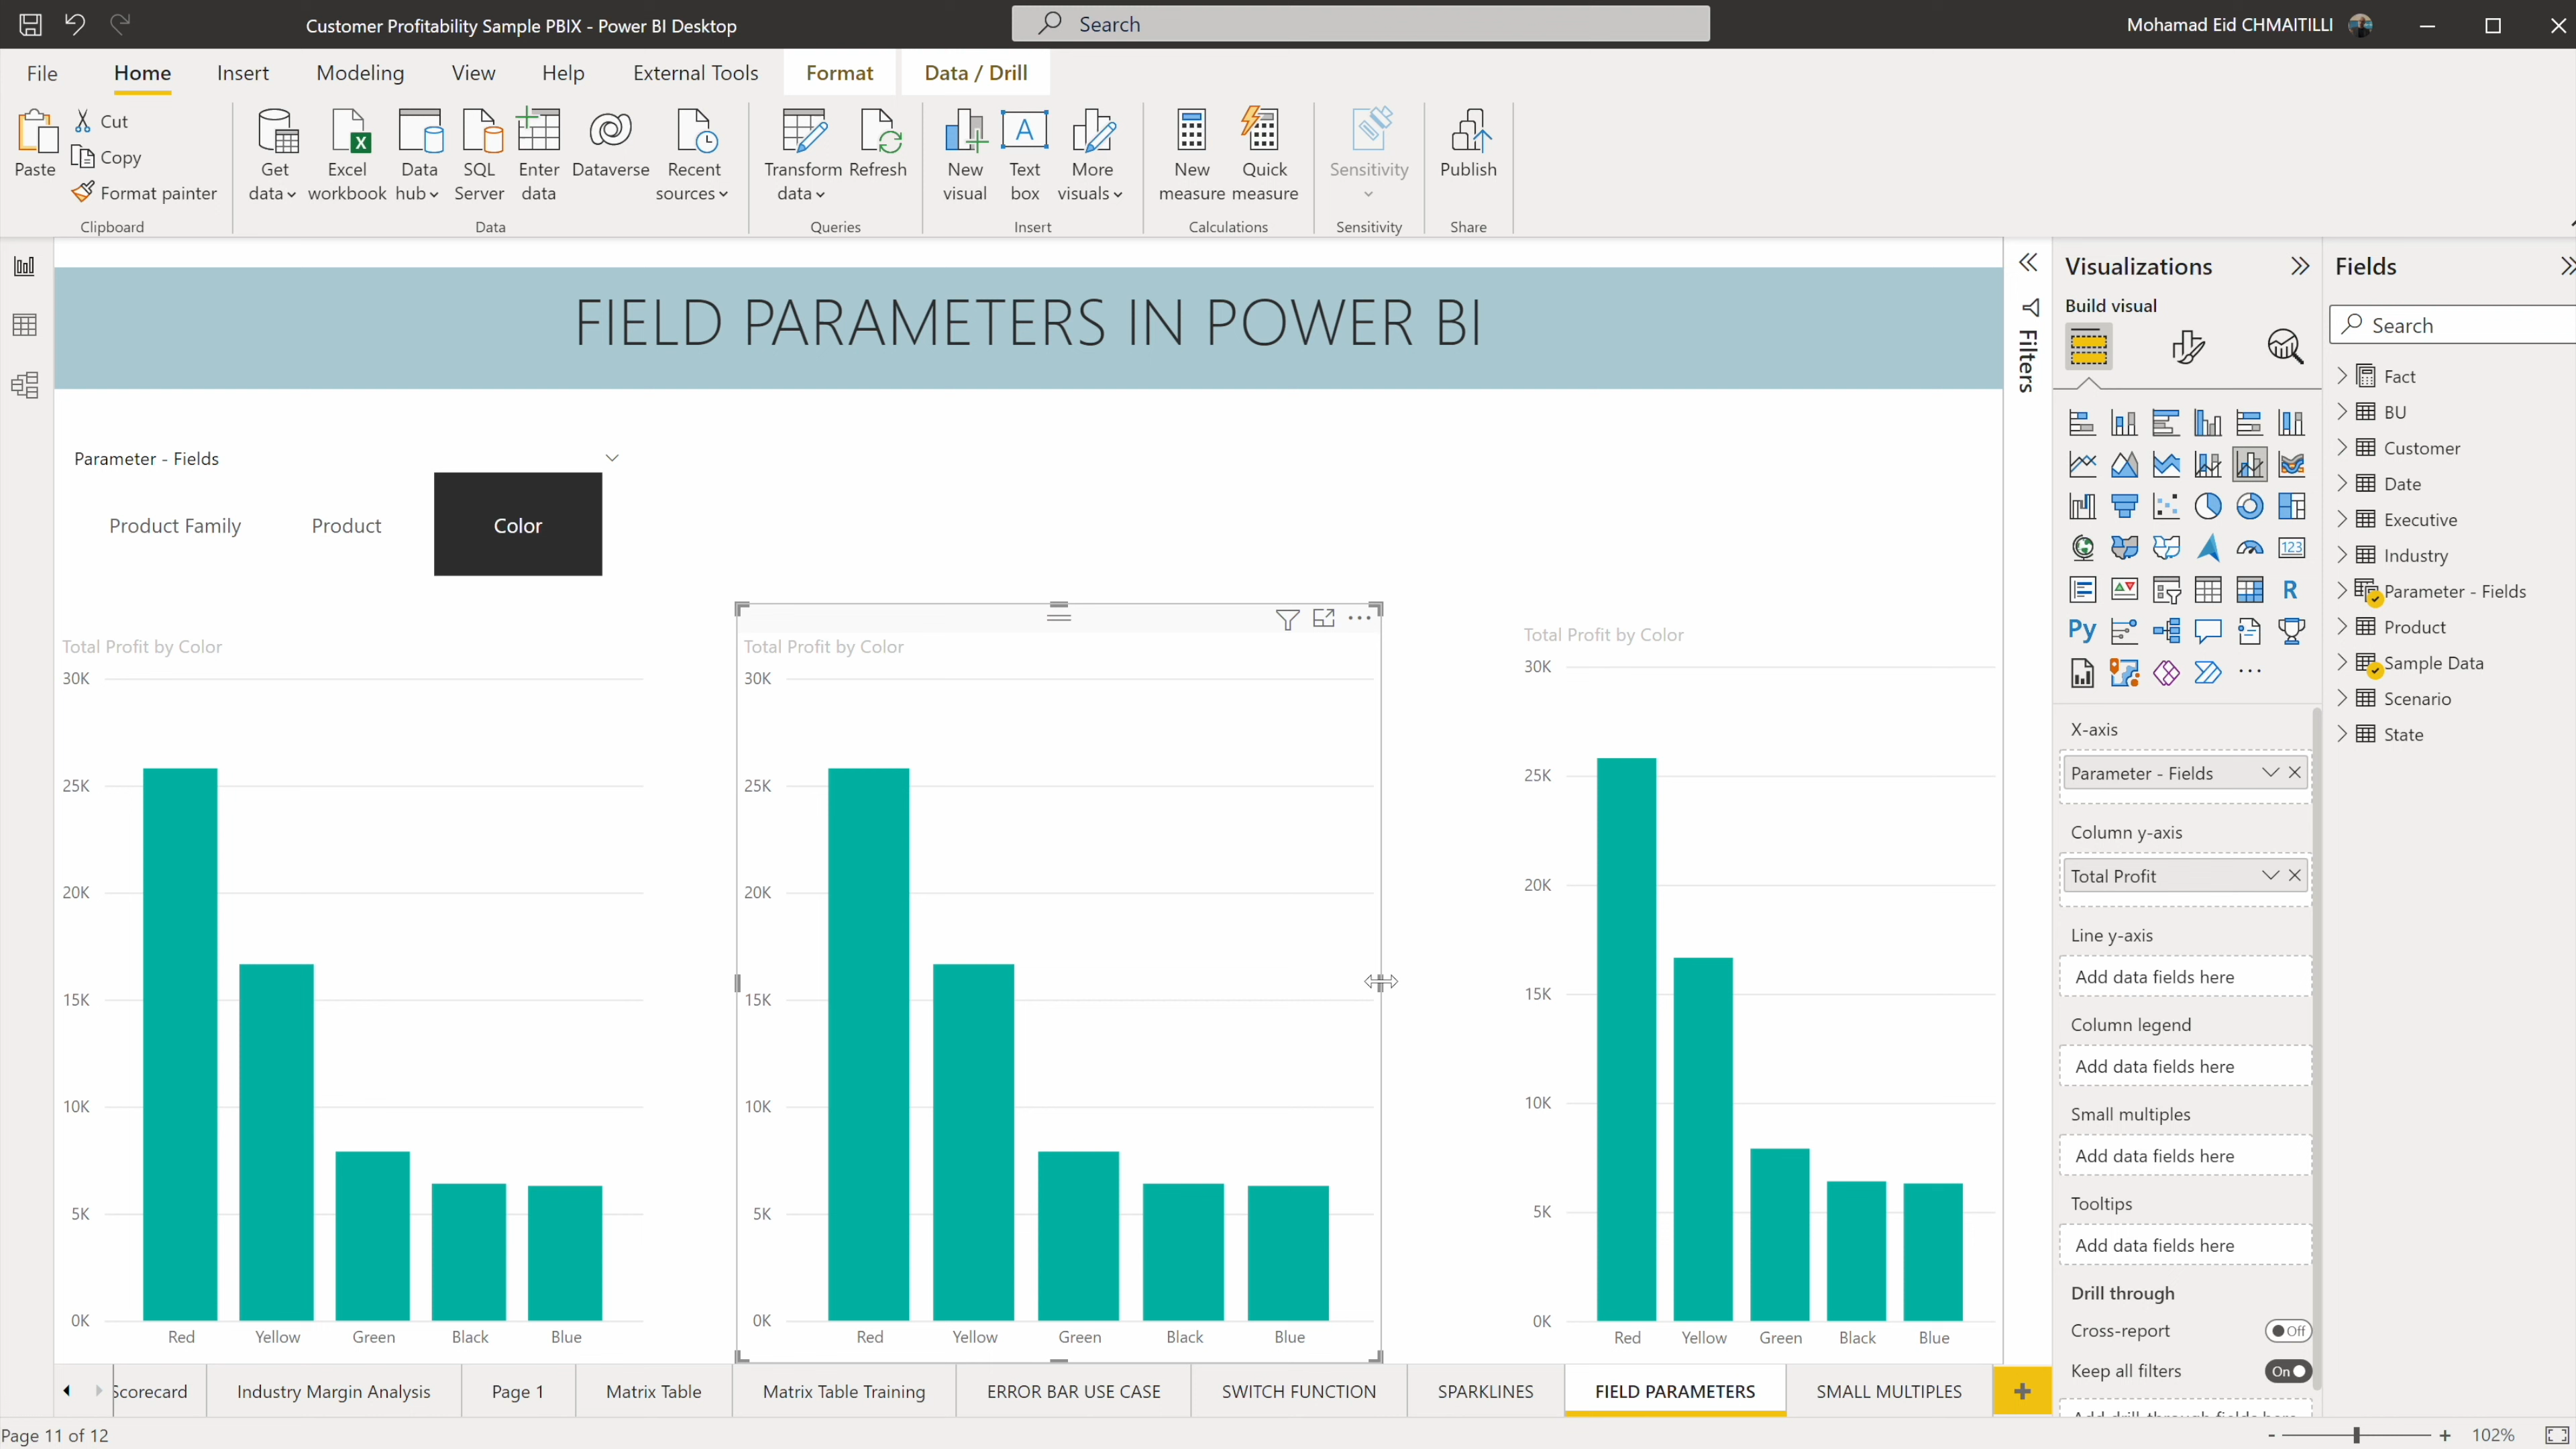 Customer Profitability Sample PBIX - Power BI Desktop
Search
Mohamad Eid CHMAITILLI
File
Home
Insert
Modeling
View
Help
External Tools
Format
Data / Drill
Paste
Cut
Copy
Format painter
Clipboard
Get data
Excel workbook
Data hub
SQL Server
Enter data
Dataverse
Recent sources
Data
Transform data
Refresh
Queries
New visual
Text box
More visuals
Insert
New measure
Quick measure
Calculations
Sensitivity
Sensitivity
Publish
Share
FIELD PARAMETERS IN POWER BI
Parameter - Fields
Product Family
Product
Color
Total Profit by Color
30K
25K
20K
15K
10K
5K
0K
Red
Yellow
Green
Black
Blue
Total Profit by Color
30K
25K
20K
15K
10K
5K
0K
Red
Yellow
Green
Black
Blue
Total Profit by Color
30K
25K
20K
15K
10K
5K
0K
Red
Yellow
Green
Black
Blue
Filters
Visualizations
Build visual
123
R
Py
X-axis
Parameter - Fields
Column y-axis
Total Profit
Line y-axis
Add data fields here
Column legend
Add data fields here
Small multiples
Add data fields here
Tooltips
Add data fields here
Drill through
Cross-report
Off
Keep all filters
On
Fields
Search
Fact
BU
Customer
Date
Executive
Industry
Parameter - Fields
Product
Sample Data
Scenario
State
Scorecard
Industry Margin Analysis
Page 1
Matrix Table
Matrix Table Training
ERROR BAR USE CASE
SWITCH FUNCTION
SPARKLINES
FIELD PARAMETERS
SMALL MULTIPLES
+
Page 11 of 12
- + 102%